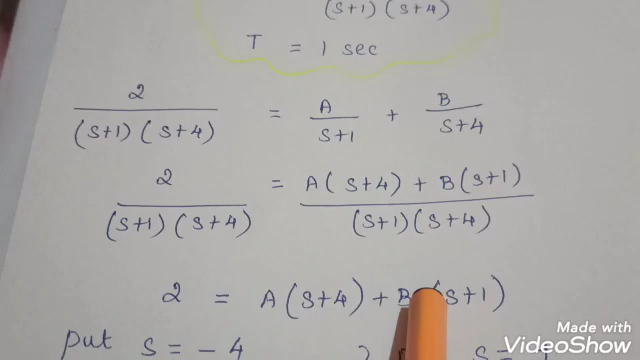 (S+1) (S+4)
T = 1 sec
2 / (S+1) (S+4) = A / S+1 + B / S+4
2 / (S+1) (S+4) = A (S+4) + B (S+1) / (S+1) (S+4)
2 = A (S+4) + B (S+1)
put S = -4 S=
Made with
VideoShow